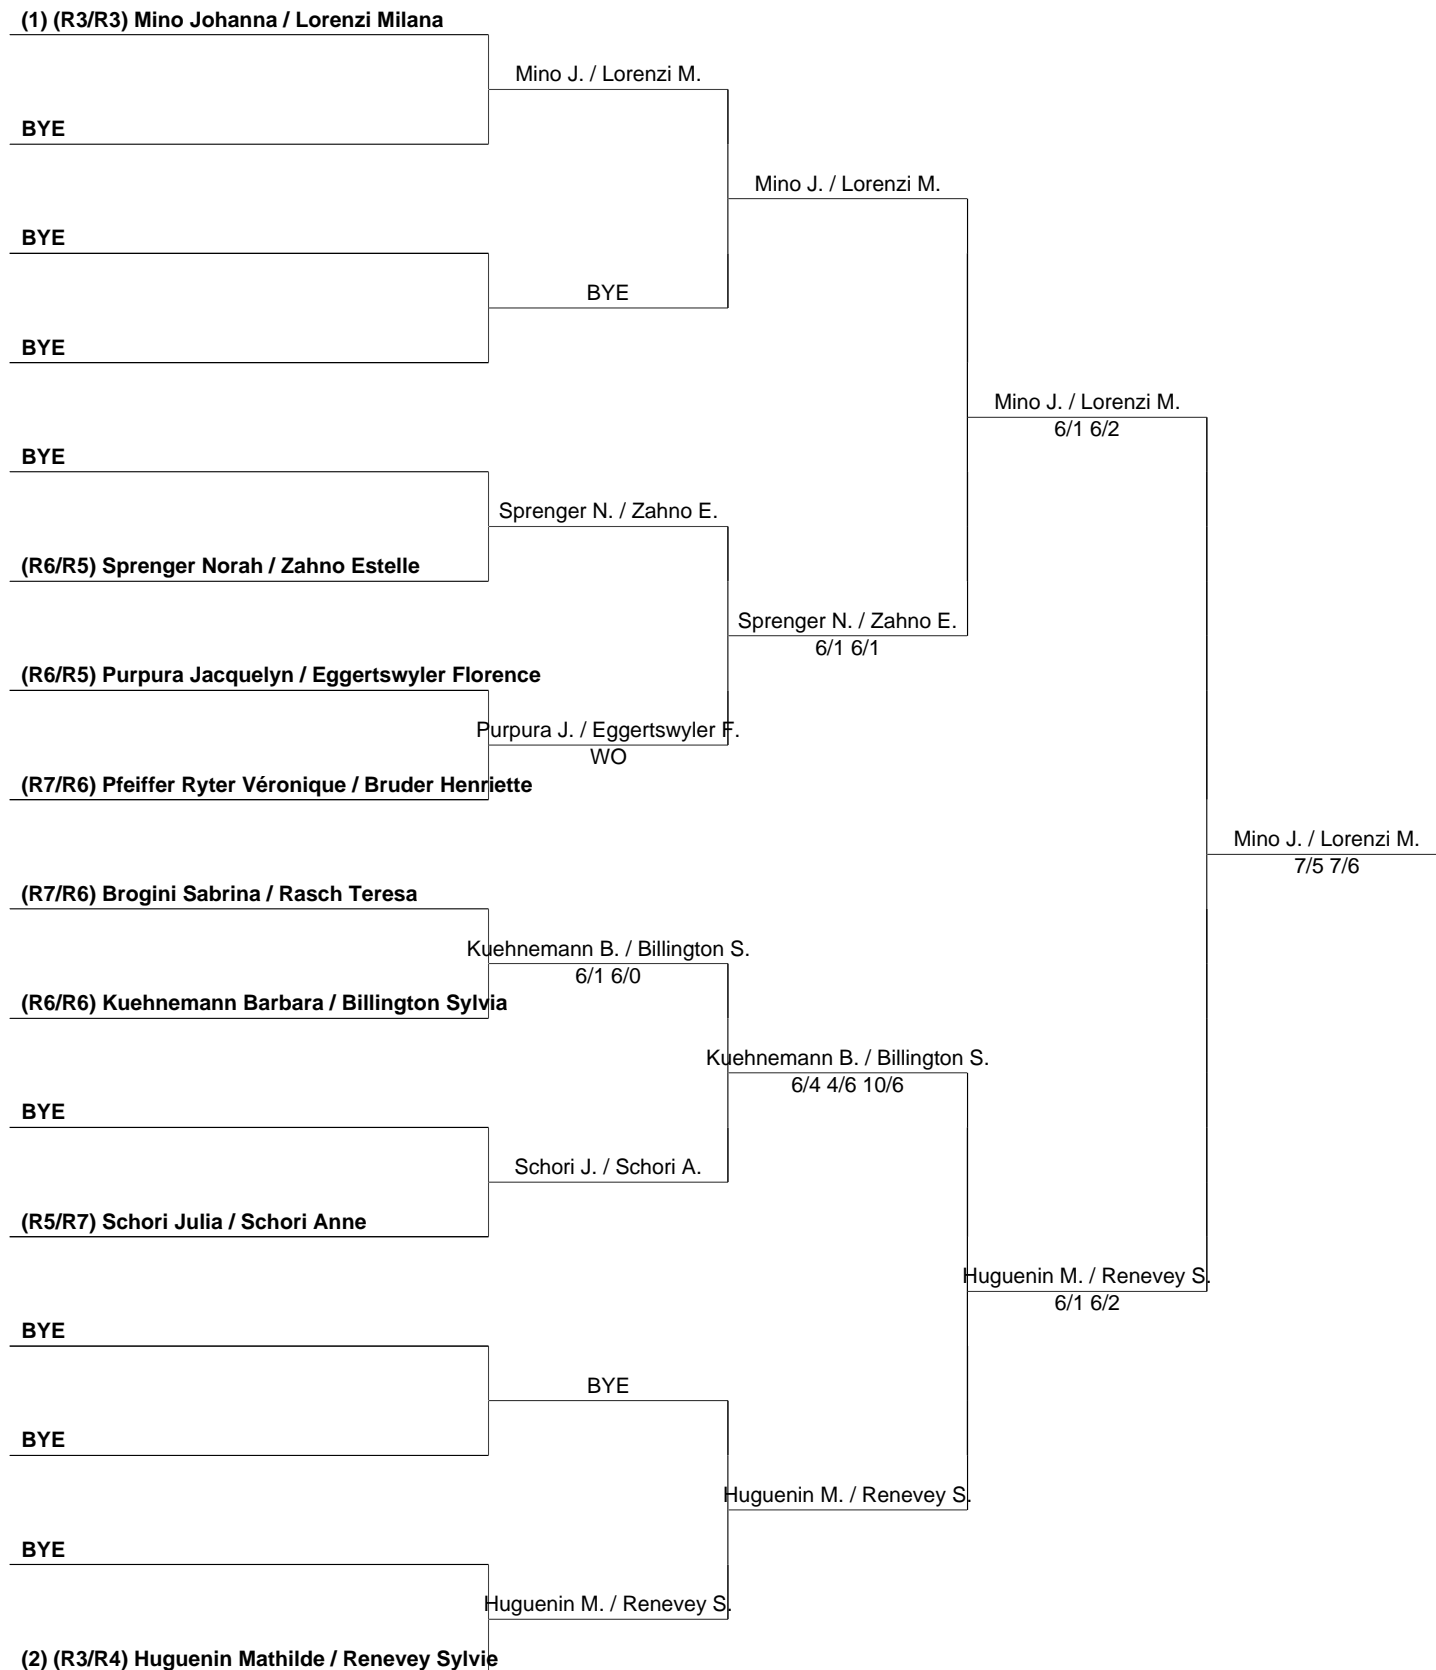 (1) (R3/R3) Mino Johanna / Lorenzi Milana
Mino J. / Lorenzi M.
BYE
Mino J. / Lorenzi M.
BYE
BYE
BYE
Mino J. / Lorenzi M.
6/1 6/2
BYE
Sprenger N. / Zahno E.
(R6/R5) Sprenger Norah / Zahno Estelle
Sprenger N. / Zahno E.
6/1 6/1
(R6/R5) Purpura Jacquelyn / Eggertswyler Florence
Purpura J. / Eggertswyler F.
WO
(R7/R6) Pfeiffer Ryter Véronique / Bruder Henriette
Mino J. / Lorenzi M.
7/5 7/6
(R7/R6) Brogini Sabrina / Rasch Teresa
Kuehnemann B. / Billington S.
6/1 6/0
(R6/R6) Kuehnemann Barbara / Billington Sylvia
Kuehnemann B. / Billington S.
6/4 4/6 10/6
BYE
Schori J. / Schori A.
(R5/R7) Schori Julia / Schori Anne
Huguenin M. / Renevey S.
6/1 6/2
BYE
BYE
BYE
Huguenin M. / Renevey S.
BYE
Huguenin M. / Renevey S.
(2) (R3/R4) Huguenin Mathilde / Renevey Sylvie